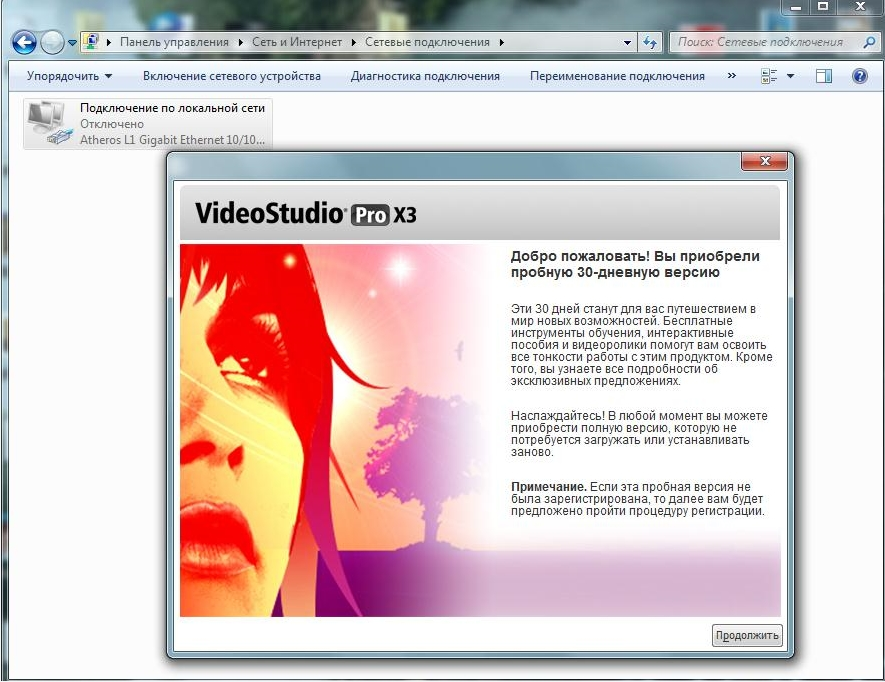 Панель управления ▸ Сеть и Интернет ▸ Сетевые подключения ▸
Поиск: Сетевые подключения
Упорядочить Включение сетевого устройства Диагностика подключения Переименование подключения »
Подключение по локальной сети
Отключено
Atheros L1 Gigabit Ethernet 10/10...
VideoStudio® Pro X3
Добро пожаловать! Вы приобрели
пробную 30-дневную версию
Эти 30 дней станут для вас путешествием в
мир новых возможностей. Бесплатные
инструменты обучения, интерактивные
пособия и видеоролики помогут вам освоить
все тонкости работы с этим продуктом. Кроме
того, вы узнаете все подробности об
эксклюзивных предложениях.
Наслаждайтесь! В любой момент вы можете
приобрести полную версию, которую не
потребуется загружать или устанавливать
заново.
Примечание. Если эта пробная версия не
была зарегистрирована, то далее вам будет
предложено пройти процедуру регистрации.
Продолжить